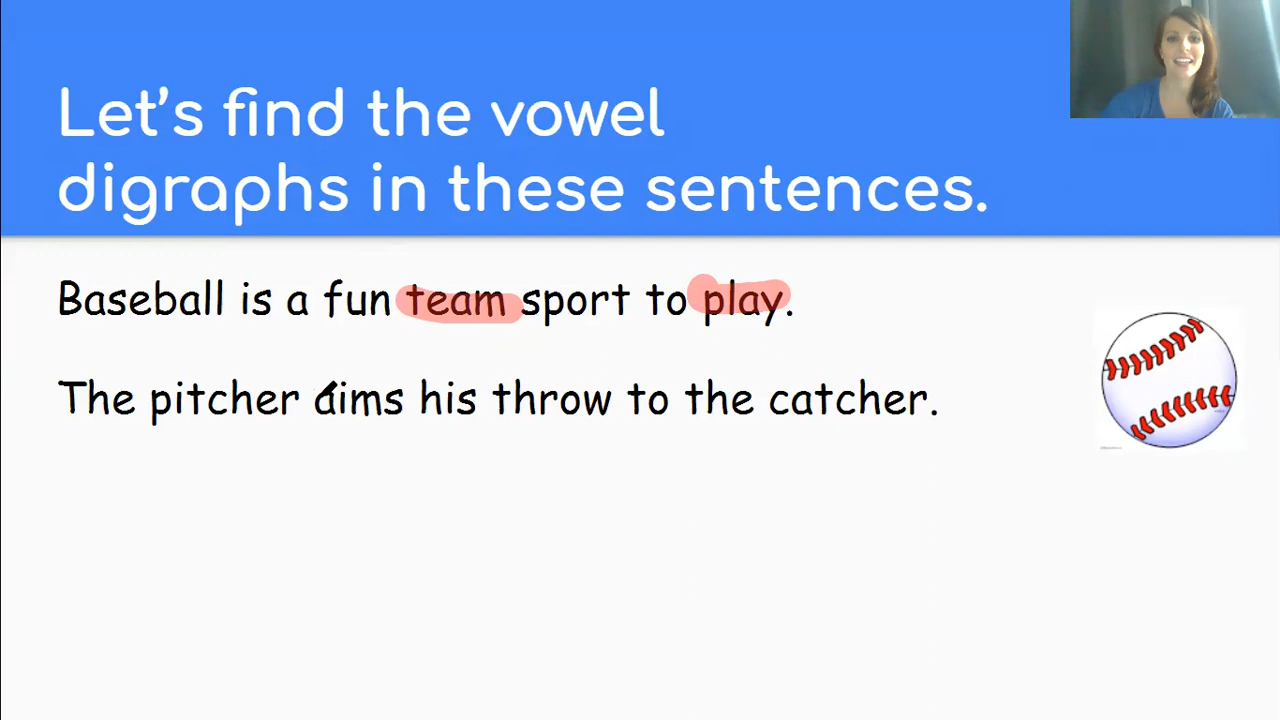 Let's find the vowel
digraphs in these sentences.
Baseball is a fun team sport to play.
The pitcher aims his throw to the catcher.